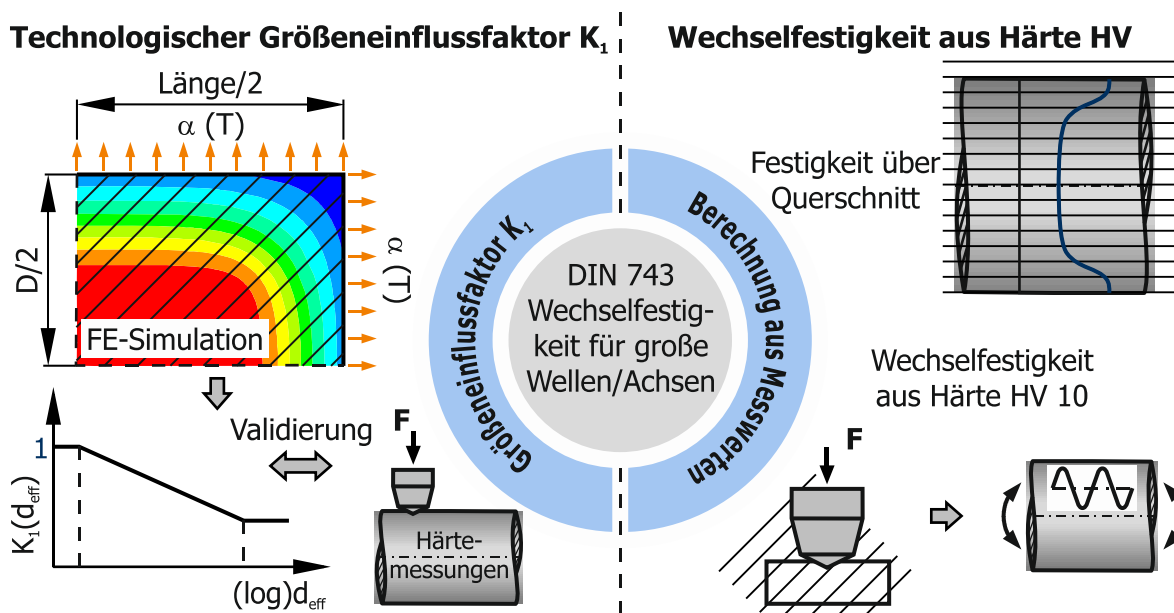 Technologischer Größeneinflussfaktor K₁
Länge/2
α (T)
D/2
α (T)
FE-Simulation
1
K₁(d_eff)
(log)d_eff
Validierung
F
Härte-
messungen
Größeneinflussfaktor K₁
DIN 743
Wechselfestig-
keit für große
Wellen/Achsen
Berechnung aus Messwerten
Wechselfestigkeit aus Härte HV
Festigkeit über
Querschnitt
Wechselfestigkeit
aus Härte HV 10
F